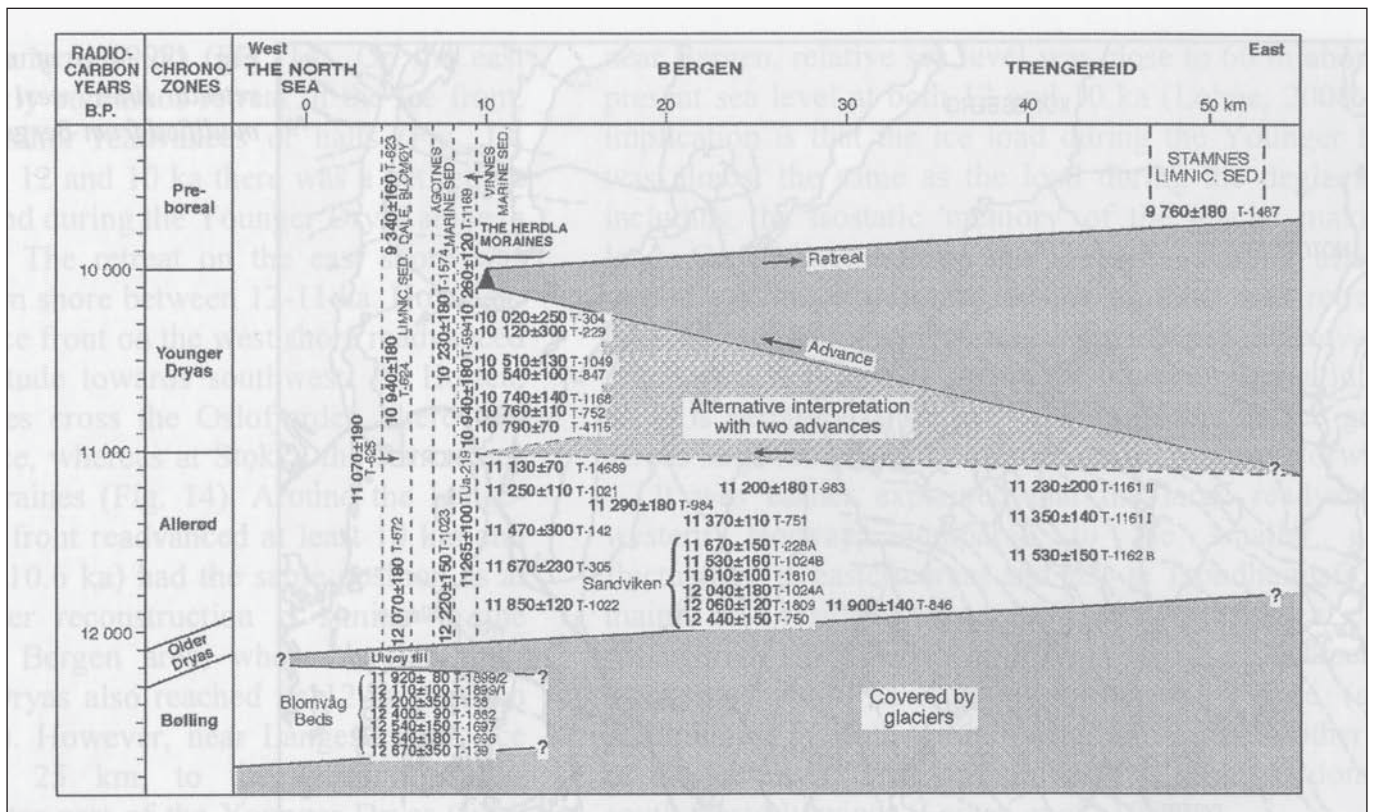 RADIO-
CARBON
YEARS
B.P.
CHRONO-
ZONES
West
THE NORTH
SEA
BERGEN
TRENGEREID
East
0
10
20
30
40
50 km
Pre-
boreal
10 000
Younger
Dryas
11 000
Allerød
12 000
Older
Dryas
Bølling
11 070±190
T-625
9 340±160 T-623
LIMNIC SED. DALE, BLOMØY
10 940±180
T-624
12 070±180 T-672
ÅGOTNES
MARINE SED.
10 230±180 T-1574
12 220±150 T-1023
VINNES
MARINE SED.
10 260±120 T-1169
10 940±180
11265±100 TUa-218
THE HERDLA
MORAINES
STAMNES
LIMNIC. SED.
9 760±180 T-1467
Retreat
Advance
10 020±250 T-304
10 120±300 T-229
10 510±130 T-1049
10 540±100 T-847
10 740±140 T-1168
10 760±110 T-752
10 790±70 T-4115
Alternative interpretation
with two advances
11 130±70 T-14689
11 250±110 T-1021
11 290±180 T-984
11 200±180 T-983
11 230±200 T-1161 B
?
11 370±110 T-751
11 350±140 T-1161
11 470±300 T-142
11 670±230 T-305
11 850±120 T-1022
Sandviken
11 670±150 T-228A
11 530±160 T-1024B
11 910±100 T-1810
12 040±180 T-1024A
12 060±120 T-1809
12 440±150 T-750
11 900±140 T-846
11 530±150 T-1162 B
?
?
Ulvøy till
?
Blomvåg
Beds
11 920± 80 T-1899/2
12 110±100 T-1899/1
12 200±350 T-138
12 400± 90 T-1882
12 540±150 T-1697
12 540±180 T-1696
12 670±350 T-139
?
Covered by
glaciers